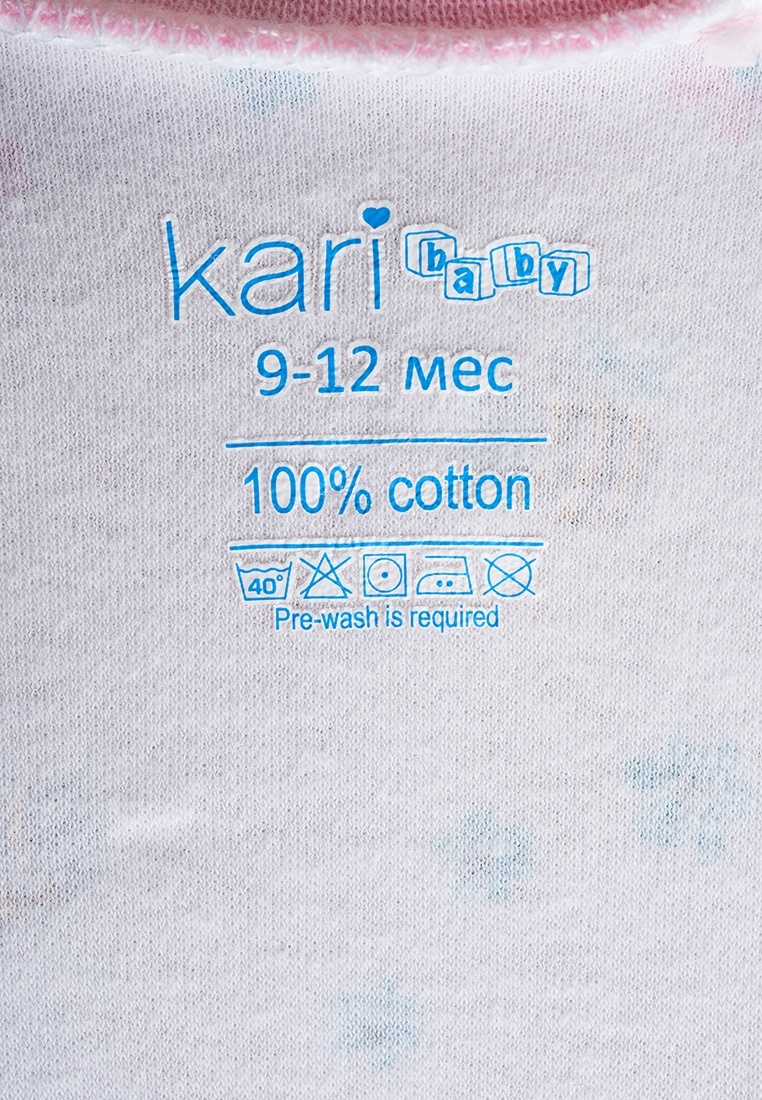 kari baby
9-12 мес
100% cotton
40°
Pre-wash is required